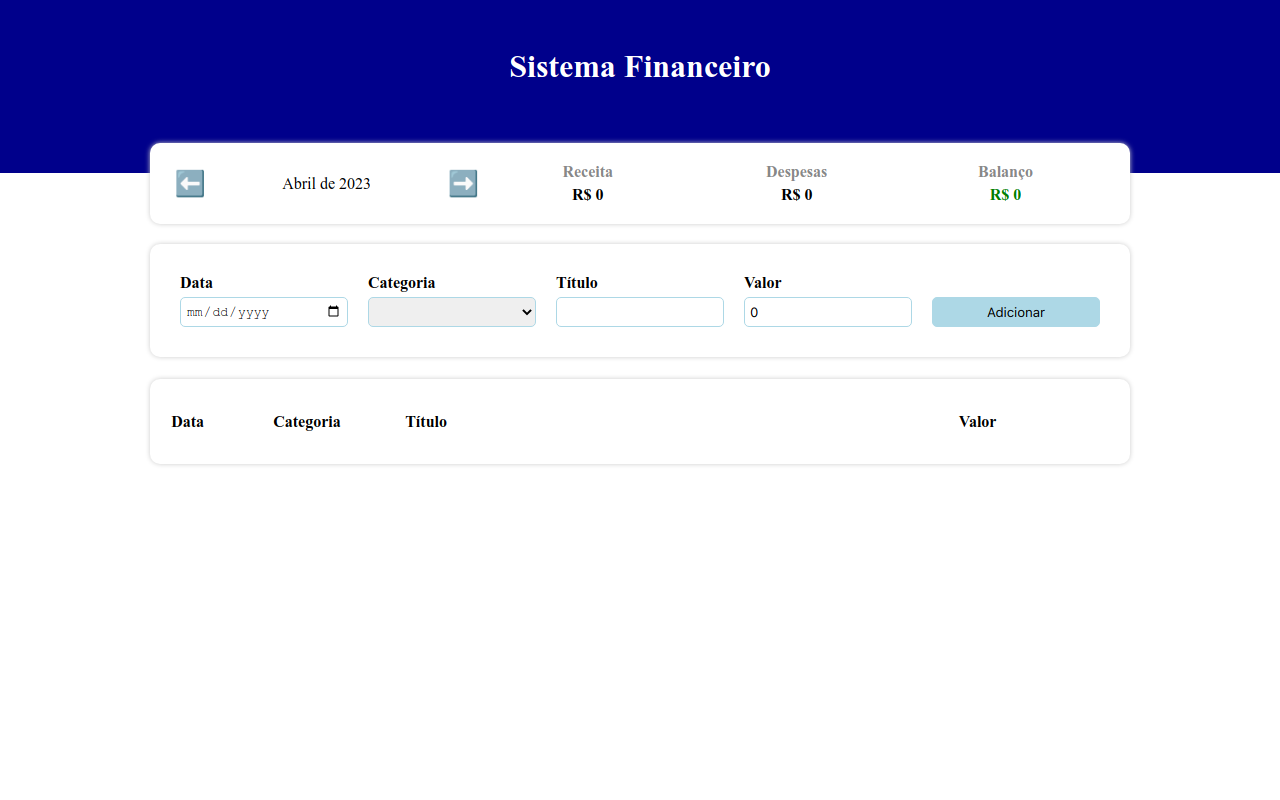 Sistema Financeiro
⬅️ Abril de 2023 ➡️ Receita Despesas Balanço
R$ 0 R$ 0 R$ 0
Data Categoria Título Valor
mm/dd/yyyy 0 Adicionar
Data Categoria Título Valor